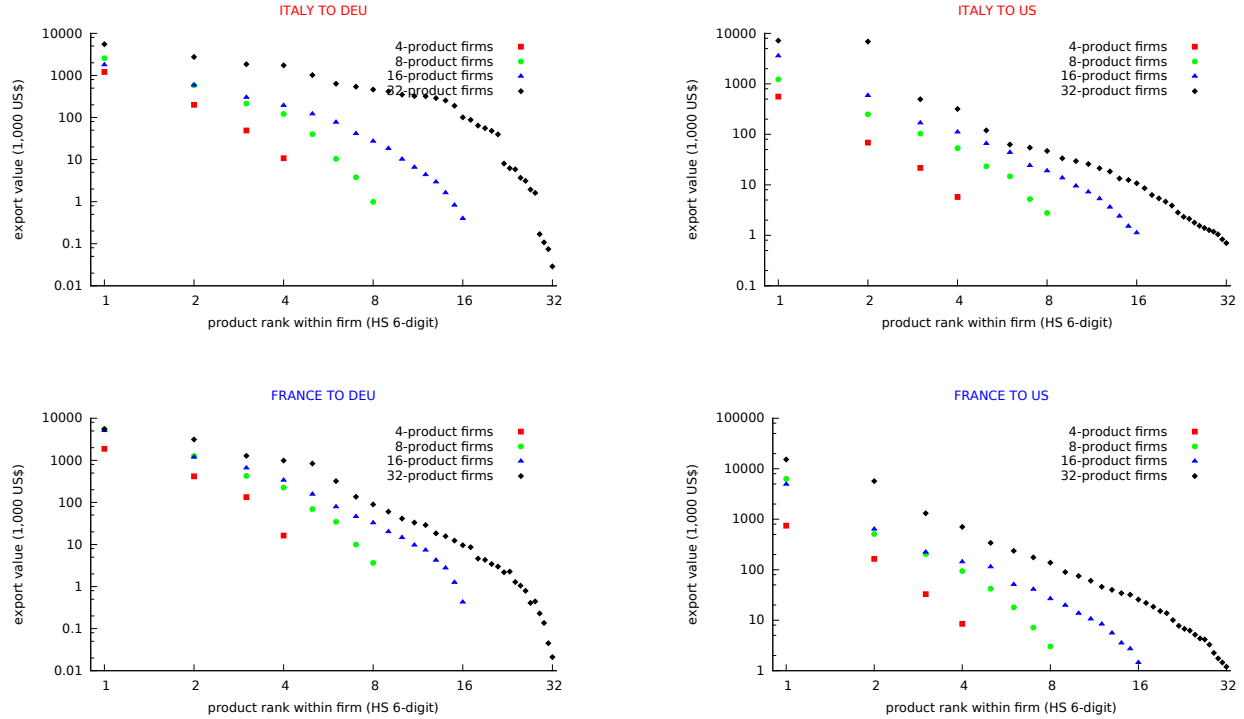 ITALY TO DEU
export value (1,000 US$)
10000
1000
100
10
1
0.1
0.01
4-product firms
8-product firms
16-product firms
32-product firms
1 2 4 8 16 32
product rank within firm (HS 6-digit)
ITALY TO US
export value (1,000 US$)
10000
1000
100
10
1
0.1
4-product firms
8-product firms
16-product firms
32-product firms
1 2 4 8 16 32
product rank within firm (HS 6-digit)
FRANCE TO DEU
export value (1,000 US$)
10000
1000
100
10
1
0.1
0.01
4-product firms
8-product firms
16-product firms
32-product firms
1 2 4 8 16 32
product rank within firm (HS 6-digit)
FRANCE TO US
export value (1,000 US$)
100000
10000
1000
100
10
1
4-product firms
8-product firms
16-product firms
32-product firms
1 2 4 8 16 32
product rank within firm (HS 6-digit)